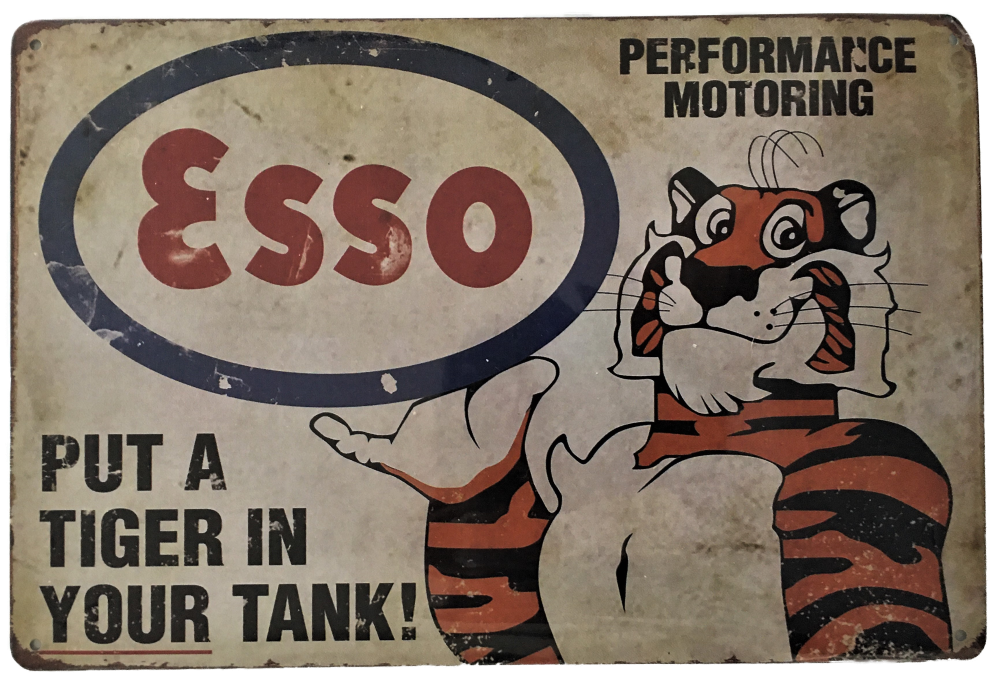 Esso
PERFORMANCE
MOTORING
PUT A
TIGER IN
YOUR TANK!